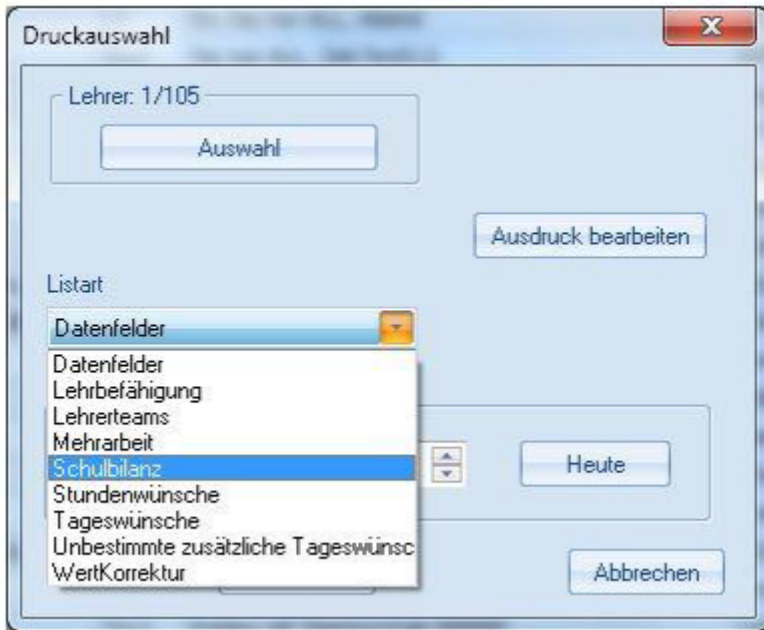 Druckauswahl
Lehrer: 1/105
Auswahl
Ausdruck bearbeiten
Listart
Datenfelder
Datenfelder
Lehrbefähigung
Lehrerteams
Mehrarbeit
Schulbilanz
Heute
Stundenwünsche
Tageswünsche
Unbestimmte zusätzliche Tageswünsc
WertKorrektur
Abbrechen